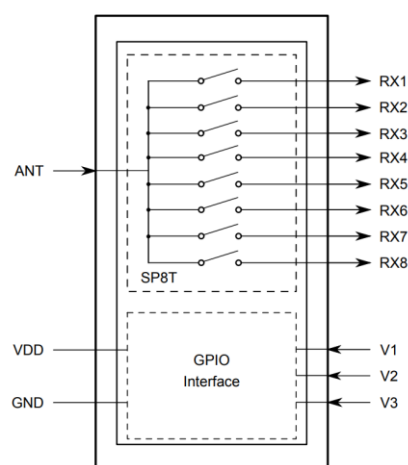 RX1
RX2
RX3
RX4
ANT
RX5
RX6
RX7
RX8
SP8T
VDD
GPIO
Interface
V1
V2
GND
V3